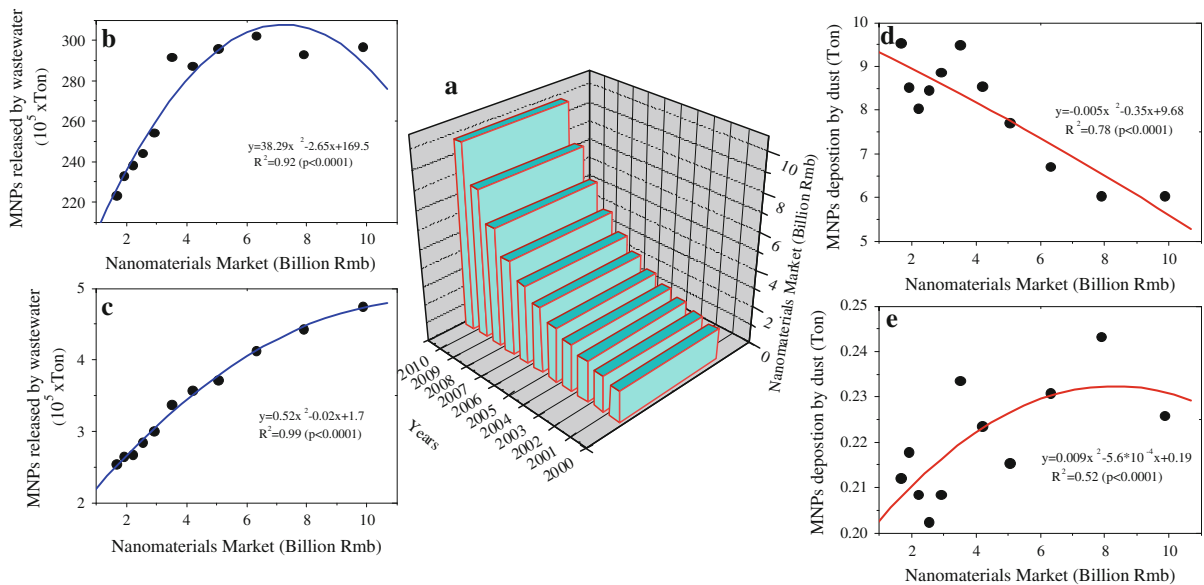 b
MNPs released by wastewater
(10^5 xTon)
300
280
260
240
220
y=38.29x^2-2.65x+169.5
R^2=0.92 (p<0.0001)
2 4 6 8 10
Nanomaterials Market (Billion Rmb)
c
MNPs released by wastewater
(10^5 xTon)
5
4
3
2
y=0.52x^2-0.02x+1.7
R^2=0.99 (p<0.0001)
2 4 6 8 10
Nanomaterials Market (Billion Rmb)
a
10
8
6
4
2
0
Nanomaterials Market (Billion Rmb)
2010
2009
2008
2007
2006
2005
2004
2003
2002
2001
2000
Years
d
MNPs depostion by dust (Ton)
10
9
8
7
6
5
y=-0.005x^2-0.35x+9.68
R^2=0.78 (p<0.0001)
2 4 6 8 10
Nanomaterials Market (Billion Rmb)
e
MNPs depostion by dust (Ton)
0.25
0.24
0.23
0.22
0.21
0.20
y=0.009x^2-5.6*10^-4x+0.19
R^2=0.52 (p<0.0001)
2 4 6 8 10
Nanomaterials Market (Billion Rmb)